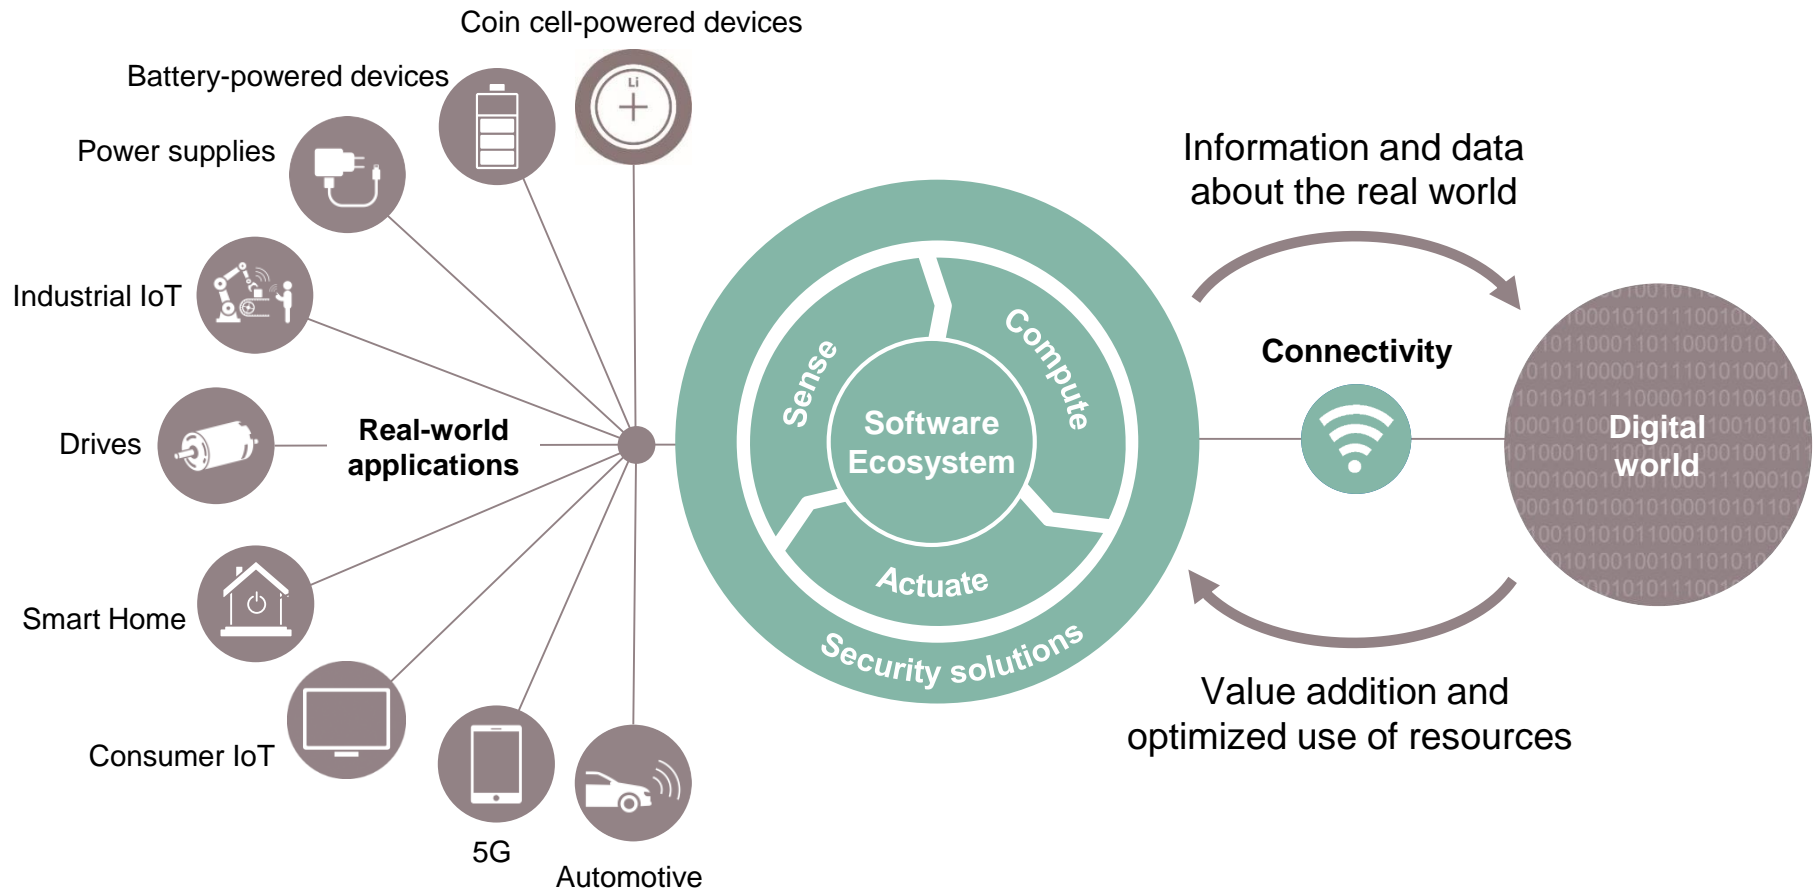 Coin cell-powered devices
Battery-powered devices
Li
Power supplies
Industrial IoT
Drives
Real-world
applications
Smart Home
Consumer IoT
5G
Automotive
Sense
Compute
Software
Ecosystem
Actuate
Security solutions
Information and data
about the real world
Connectivity
Digital
world
Value addition and
optimized use of resources